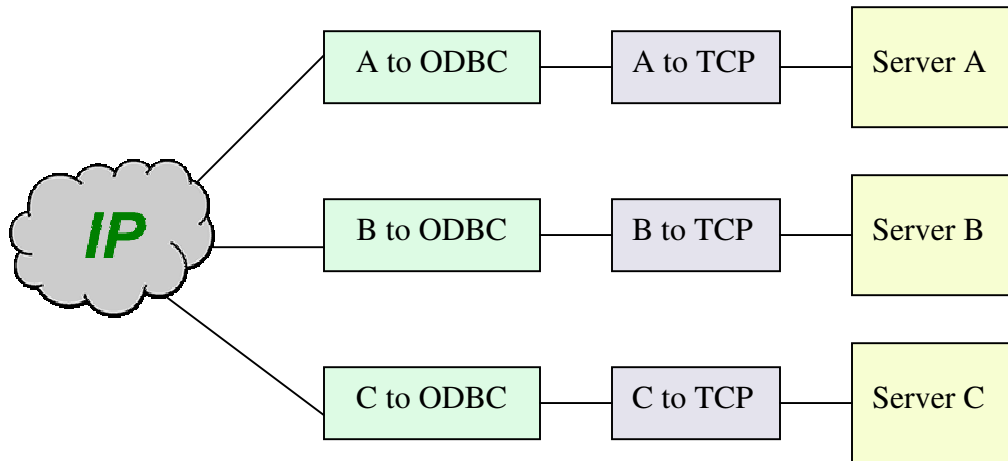 A to ODBC
A to TCP
Server A
IP
B to ODBC
B to TCP
Server B
C to ODBC
C to TCP
Server C